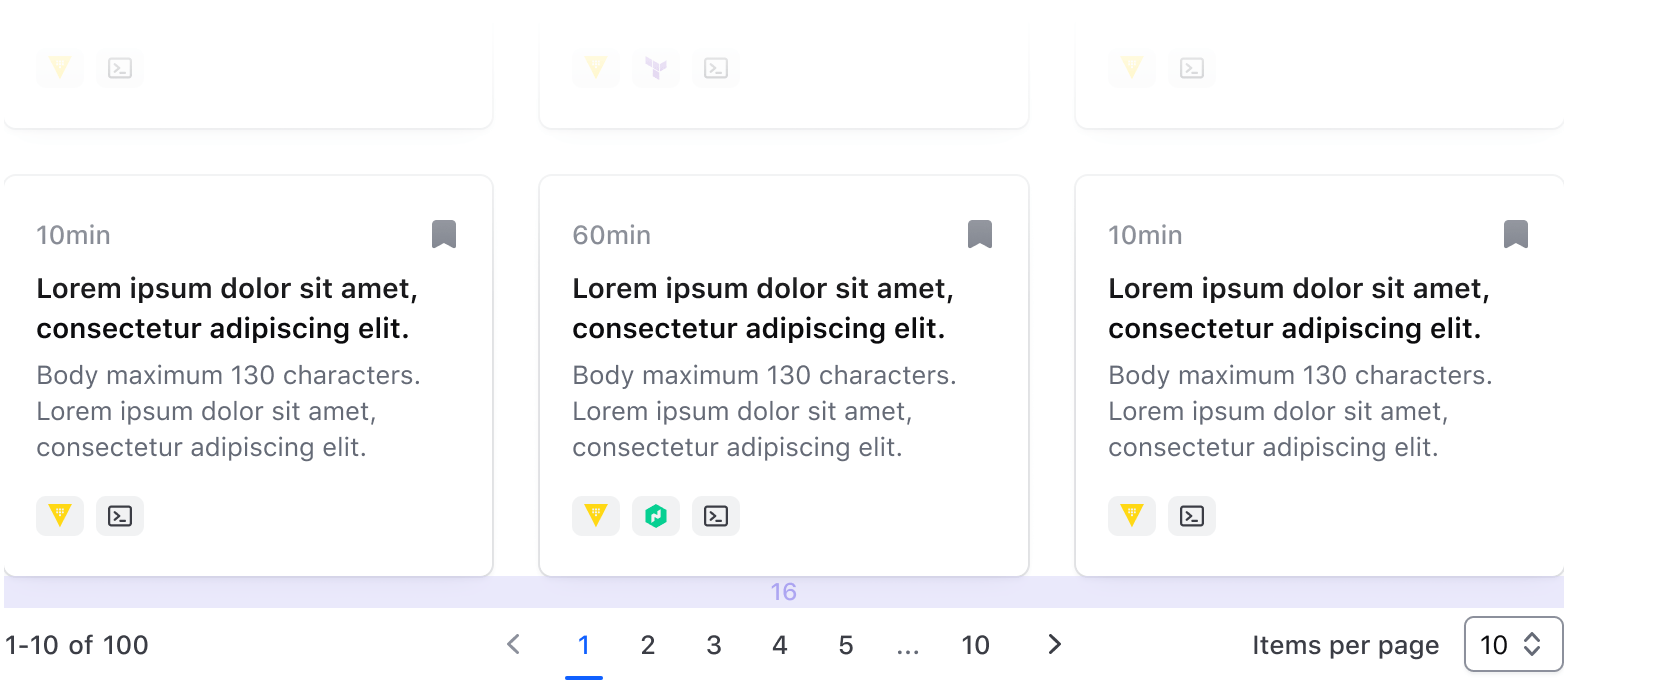 10min
Lorem ipsum dolor sit amet,
consectetur adipiscing elit.
Body maximum 130 characters.
Lorem ipsum dolor sit amet,
consectetur adipiscing elit.
60min
Lorem ipsum dolor sit amet,
consectetur adipiscing elit.
Body maximum 130 characters.
Lorem ipsum dolor sit amet,
consectetur adipiscing elit.
10min
Lorem ipsum dolor sit amet,
consectetur adipiscing elit.
Body maximum 130 characters.
Lorem ipsum dolor sit amet,
consectetur adipiscing elit.
16
1-10 of 100
1 2 3 4 5 ... 10
Items per page 10